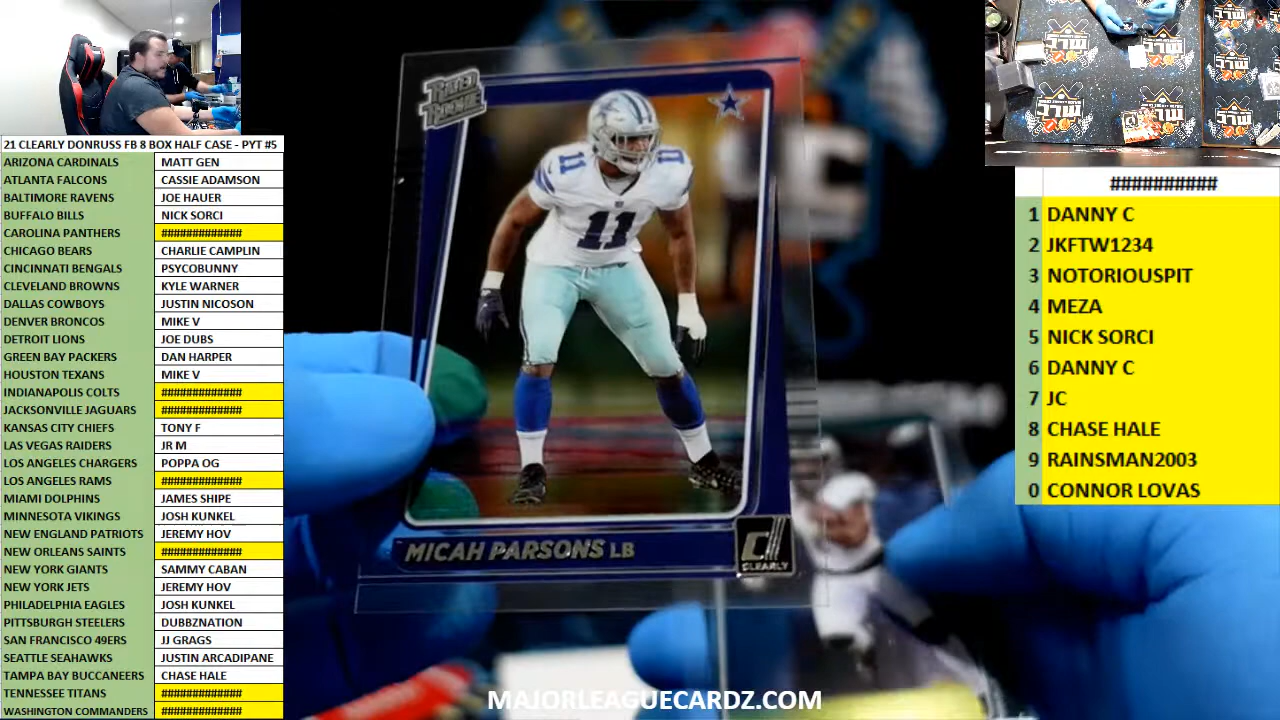 21 CLEARLY DONRUSS FB 8 BOX HALF CASE - PYT #5
ARIZONA CARDINALS MATT GEN
ATLANTA FALCONS CASSIE ADAMSON
BALTIMORE RAVENS JOE HAUER
BUFFALO BILLS NICK SORCI
CAROLINA PANTHERS #############
CHICAGO BEARS CHARLIE CAMPLIN
CINCINNATI BENGALS PSYCOBUNNY
CLEVELAND BROWNS KYLE WARNER
DALLAS COWBOYS JUSTIN NICOSON
DENVER BRONCOS MIKE V
DETROIT LIONS JOE DUBS
GREEN BAY PACKERS DAN HARPER
HOUSTON TEXANS MIKE V
INDIANAPOLIS COLTS #############
JACKSONVILLE JAGUARS #############
KANSAS CITY CHIEFS TONY F
LAS VEGAS RAIDERS JR M
LOS ANGELES CHARGERS POPPA OG
LOS ANGELES RAMS #############
MIAMI DOLPHINS JAMES SHIPE
MINNESOTA VIKINGS JOSH KUNKEL
NEW ENGLAND PATRIOTS JEREMY HOV
NEW ORLEANS SAINTS #############
NEW YORK GIANTS SAMMY CABAN
NEW YORK JETS JEREMY HOV
PHILADELPHIA EAGLES JOSH KUNKEL
PITTSBURGH STEELERS DUBBZNATION
SAN FRANCISCO 49ERS JJ GRAGS
SEATTLE SEAHAWKS JUSTIN ARCADIPANE
TAMPA BAY BUCCANEERS CHASE HALE
TENNESSEE TITANS #############
WASHINGTON COMMANDERS #############
RATED
ROOKIE
11
11
MICAH PARSONS LB
CLEARLY
MAJORLEAGUECARDZ.COM
##########
1 DANNY C
2 JKFTW1234
3 NOTORIOUSPIT
4 MEZA
5 NICK SORCI
6 DANNY C
7 JC
8 CHASE HALE
9 RAINSMAN2003
0 CONNOR LOVAS